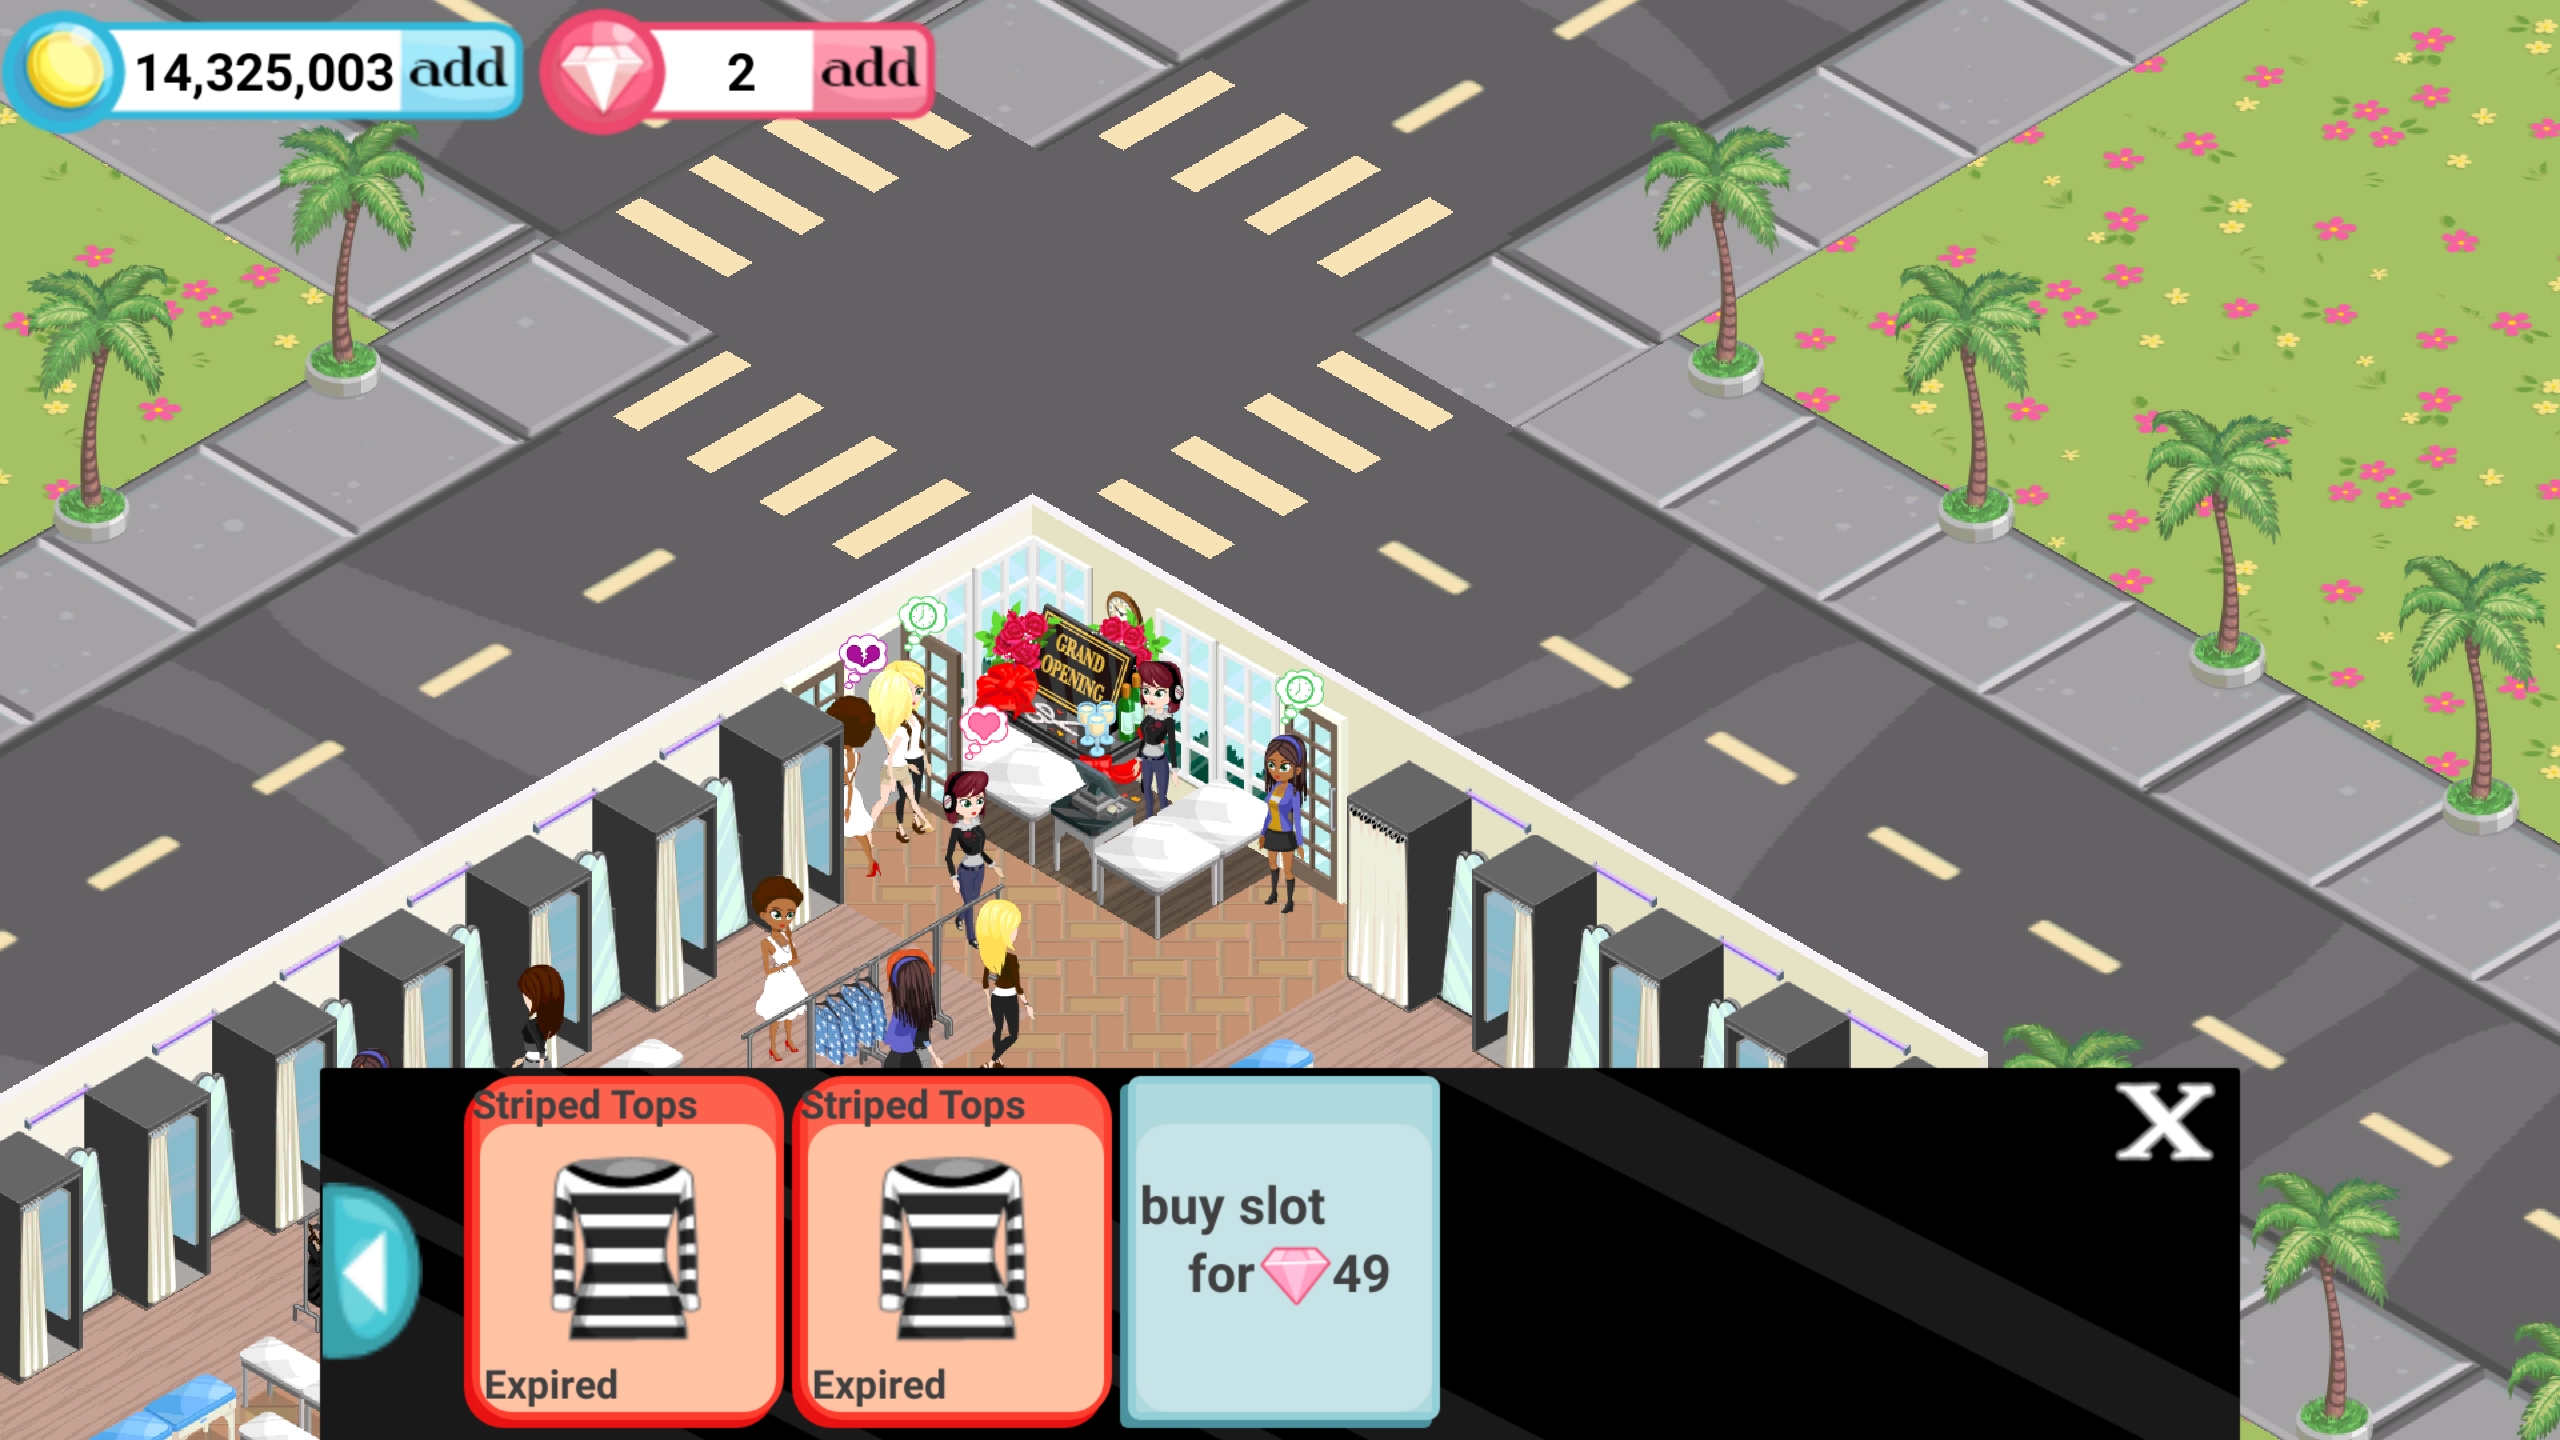 14,325,003 add
2 add
GRAND
OPENING
Striped Tops
Expired
Striped Tops
Expired
buy slot
for 49
X